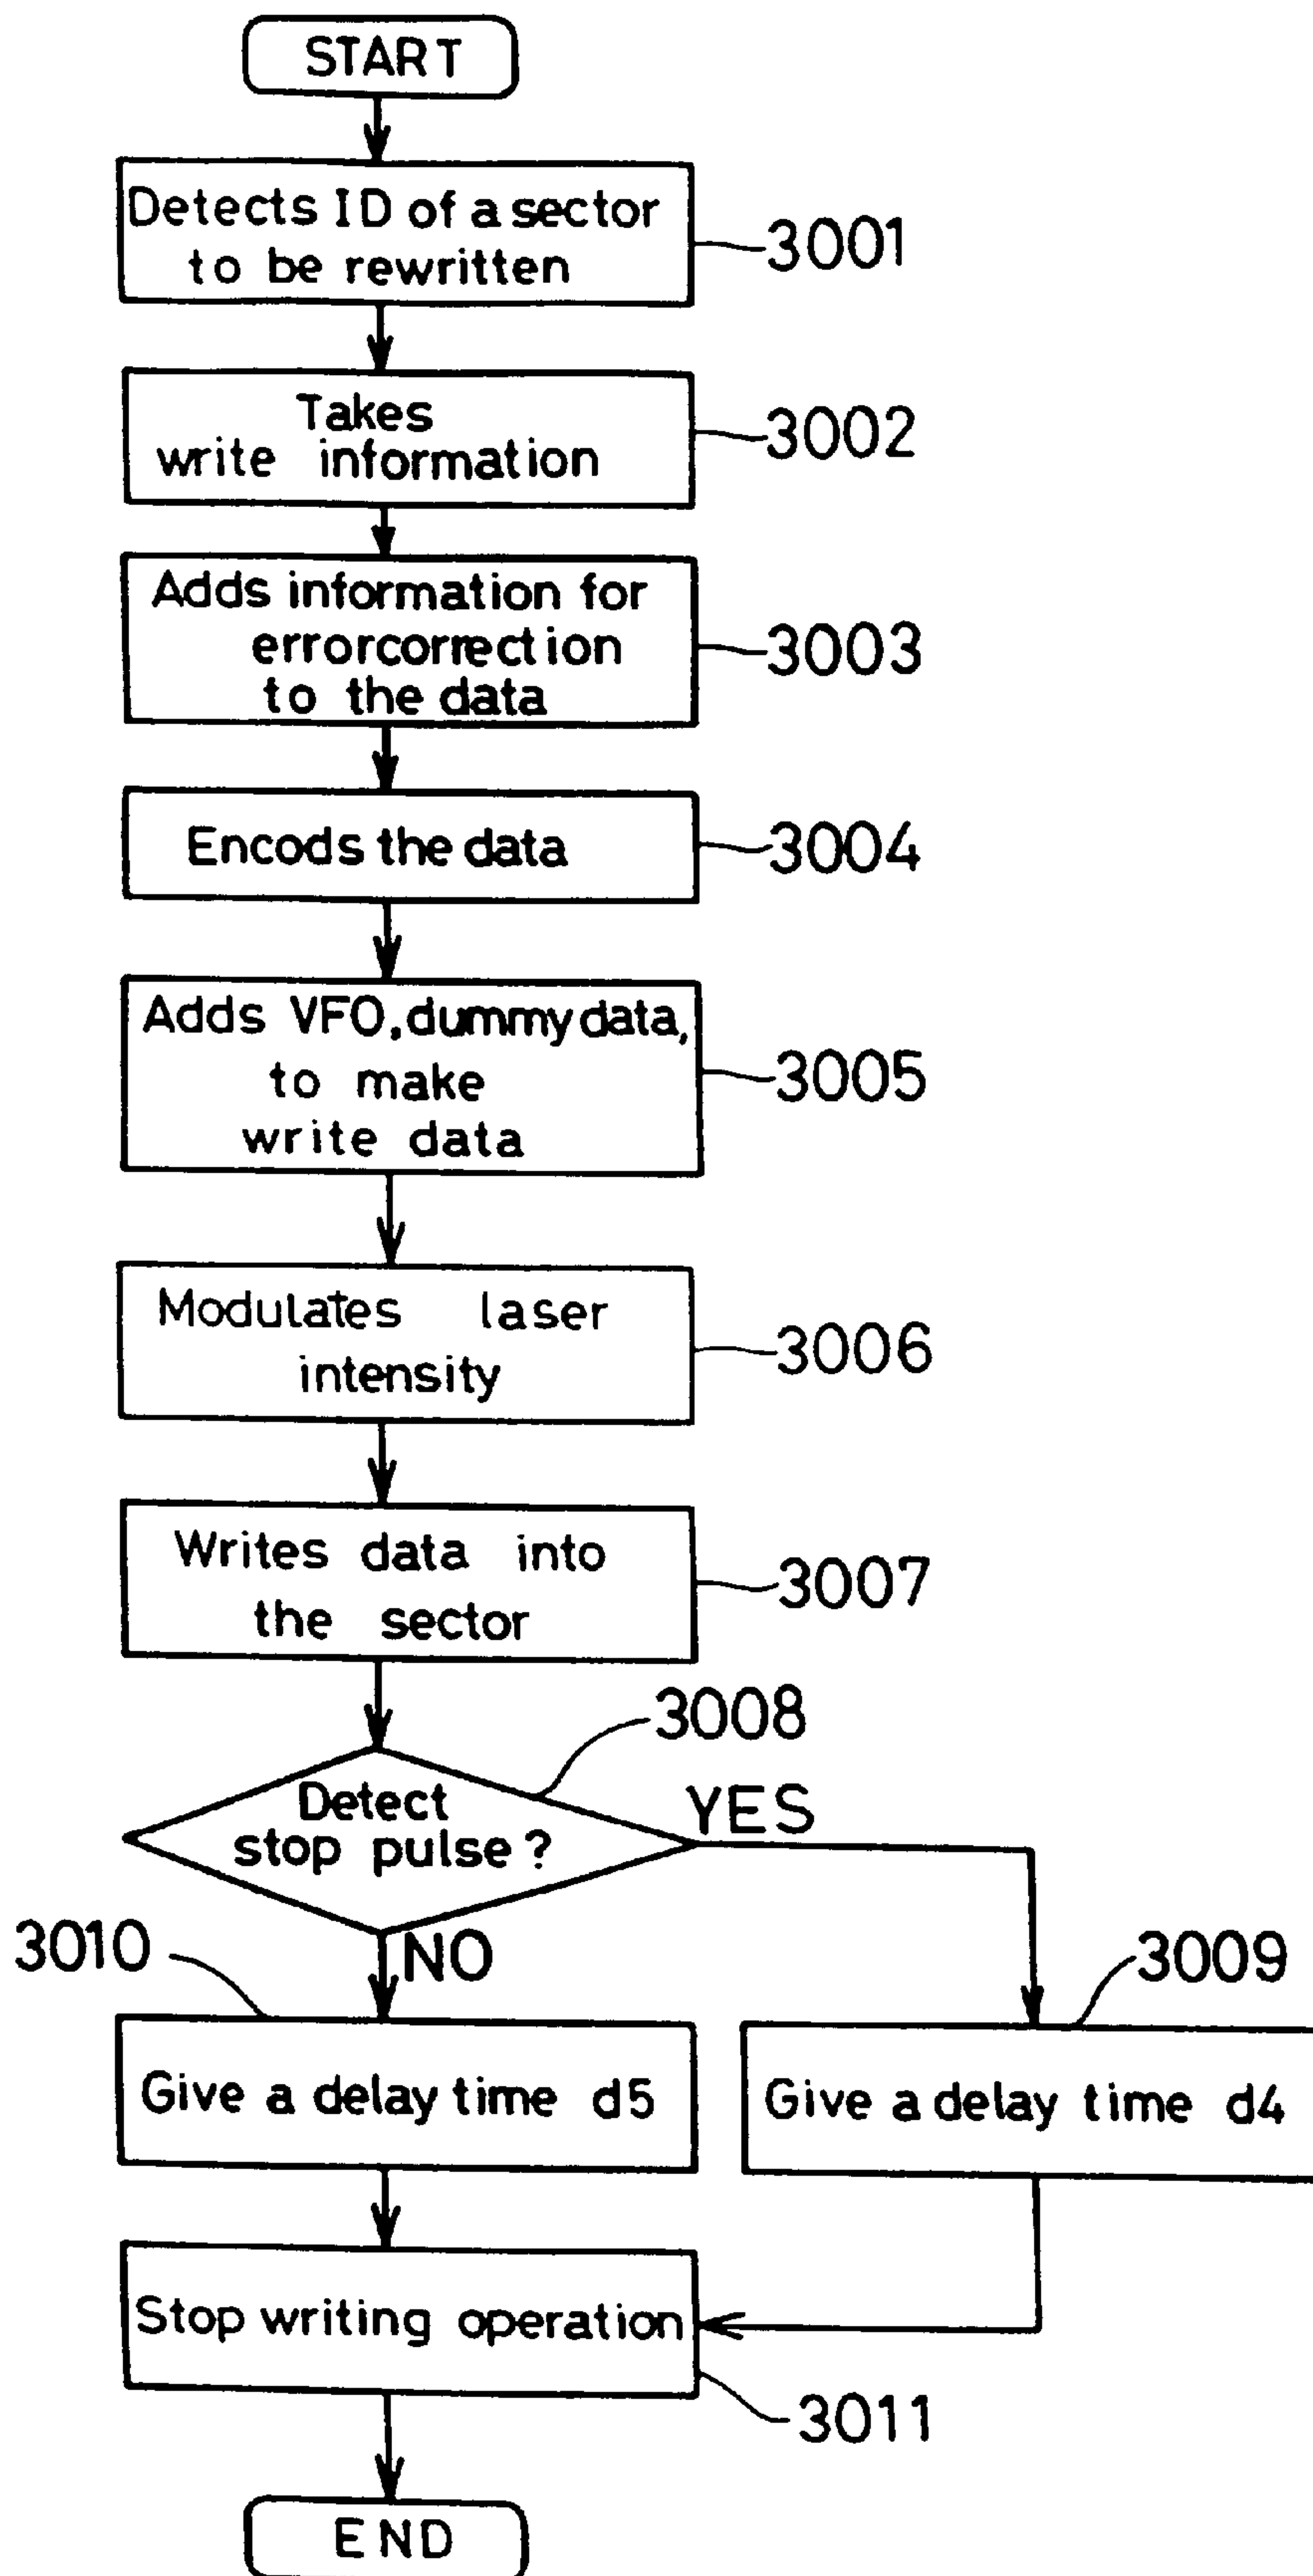 START
Detects ID of a sector
to be rewritten
3001
Takes
write information
3002
Adds information for
errorcorrection
to the data
3003
Encods the data
3004
Adds VFO, dummy data,
to make
write data
3005
Modulates laser
intensity
3006
Writes data into
the sector
3007
3008
Detect
stop pulse?
YES
NO
3010
3009
Give a delay time d5
Give a delay time d4
Stop writing operation
3011
END